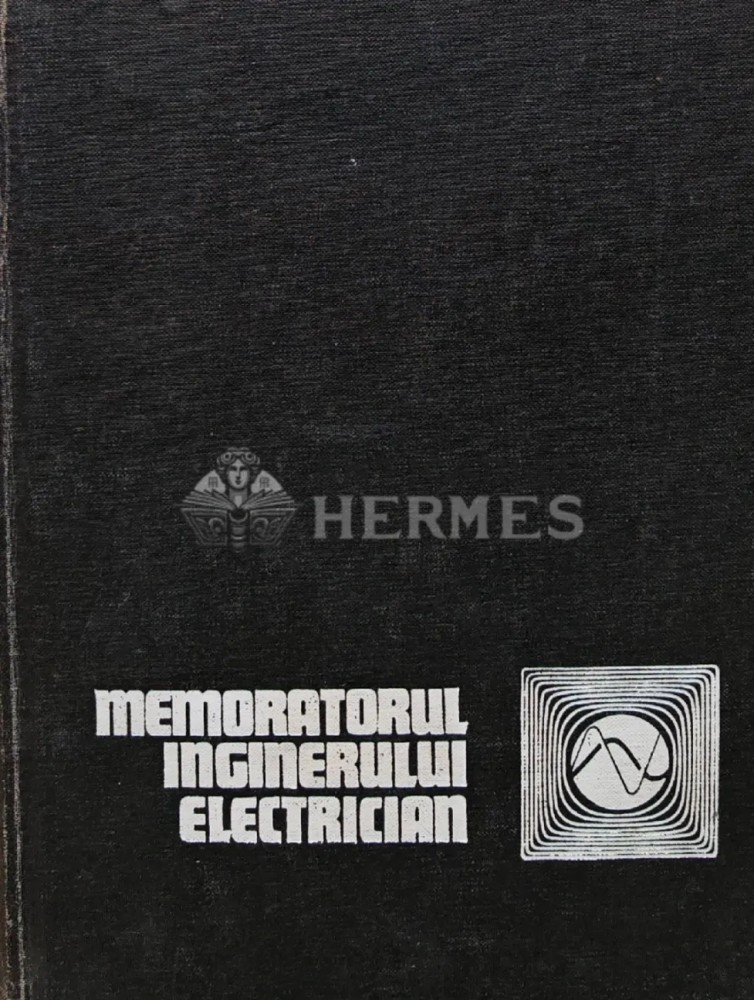 HERMES
MEMORATORUL
INGINERULUI
ELECTRICIAN